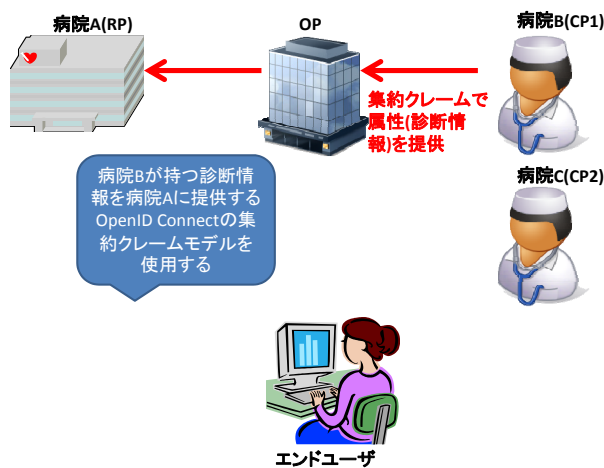 病院A(RP)
OP
病院B(CP1)
集約クレームで
属性(診断情
報)を提供
病院C(CP2)
病院Bが持つ診断情
報を病院Aに提供する
OpenID Connectの集
約クレームモデルを
使用する
エンドユーザ